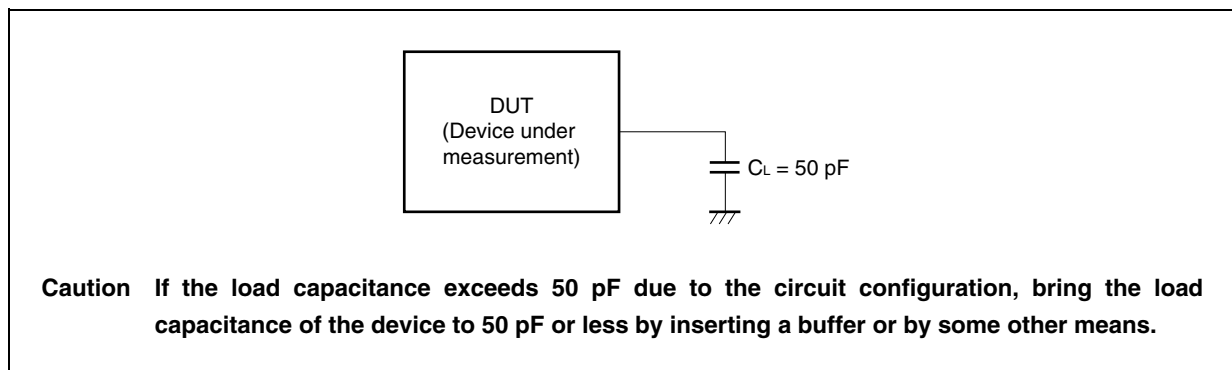 DUT
(Device under
measurement)
CL = 50 pF
Caution If the load capacitance exceeds 50 pF due to the circuit configuration, bring the load
capacitance of the device to 50 pF or less by inserting a buffer or by some other means.